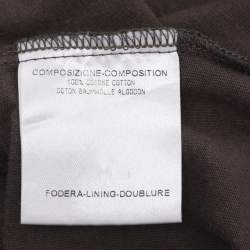 COMPOSIZIONE-COMPOSITION
100% COTONE COTTON
COTON BAUMWOLLE ALGODON
FODERA-LINING-DOUBLURE